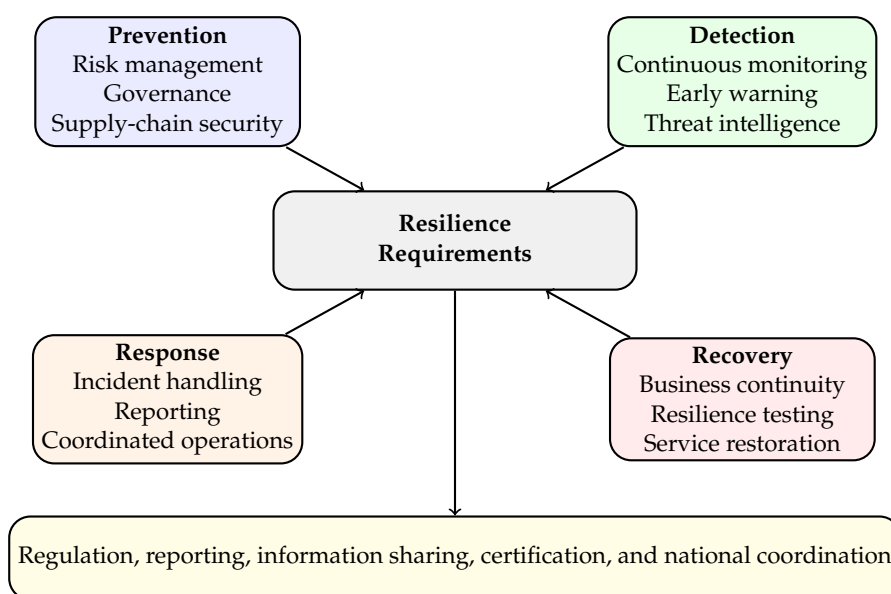 Prevention
Risk management
Governance
Supply-chain security
Detection
Continuous monitoring
Early warning
Threat intelligence
Resilience
Requirements
Response
Incident handling
Reporting
Coordinated operations
Recovery
Business continuity
Resilience testing
Service restoration
Regulation, reporting, information sharing, certification, and national coordination